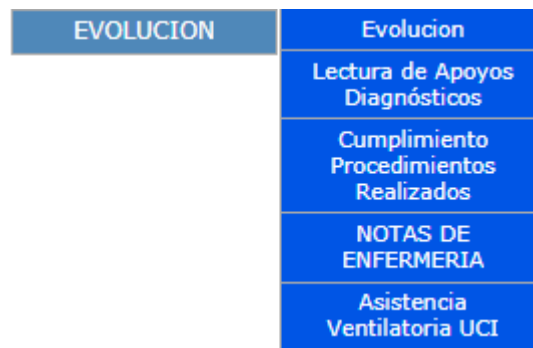 EVOLUCION
Evolucion
Lectura de Apoyos
Diagnósticos
Cumplimiento
Procedimientos
Realizados
NOTAS DE
ENFERMERIA
Asistencia
Ventilatoria UCI